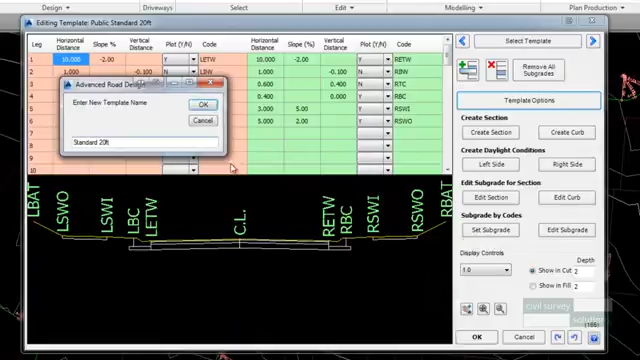 Design
Driveways
Edit
Modelling
Plan Production
Editing Template: Public Standard 20ft
Leg Horizontal Distance Slope % Vertical Distance Plot (Y/N) Code Horizontal Distance Slope (%) Vertical Distance Plot (Y/N) Code
1 10.000 -2.00 Y LETW 10.000 -2.00 Y RETW
2 1.000 -0.100 N LINV 1.000 -0.100 N RINV
0.600 0.400 N RTC
0.400 0.000 Y RBC
3.000 5.00 Y RSWI
6.000 2.00 Y RSWO
7
8
9
10
Advanced Road Design
Enter New Template Name
OK
Cancel
Standard 20ft
Select Template
Remove All Subgrades
Template Options
Create Section
Create Section
Create Curb
Create Daylight Conditions
Left Side
Right Side
Edit Subgrade for Section
Edit Section
Edit Curb
Subgrade by Codes
Set Subgrade
Edit Subgrade
Display Controls
Depth
1.0
Show in Cut 2
Show in Fill 2
civil survey
solutions
(185)
OK
Cancel
LBAT
LSWO
LSWI
LBC
LETW
C.L.
RETW
RBC
RSWI
RSWO
RBAT